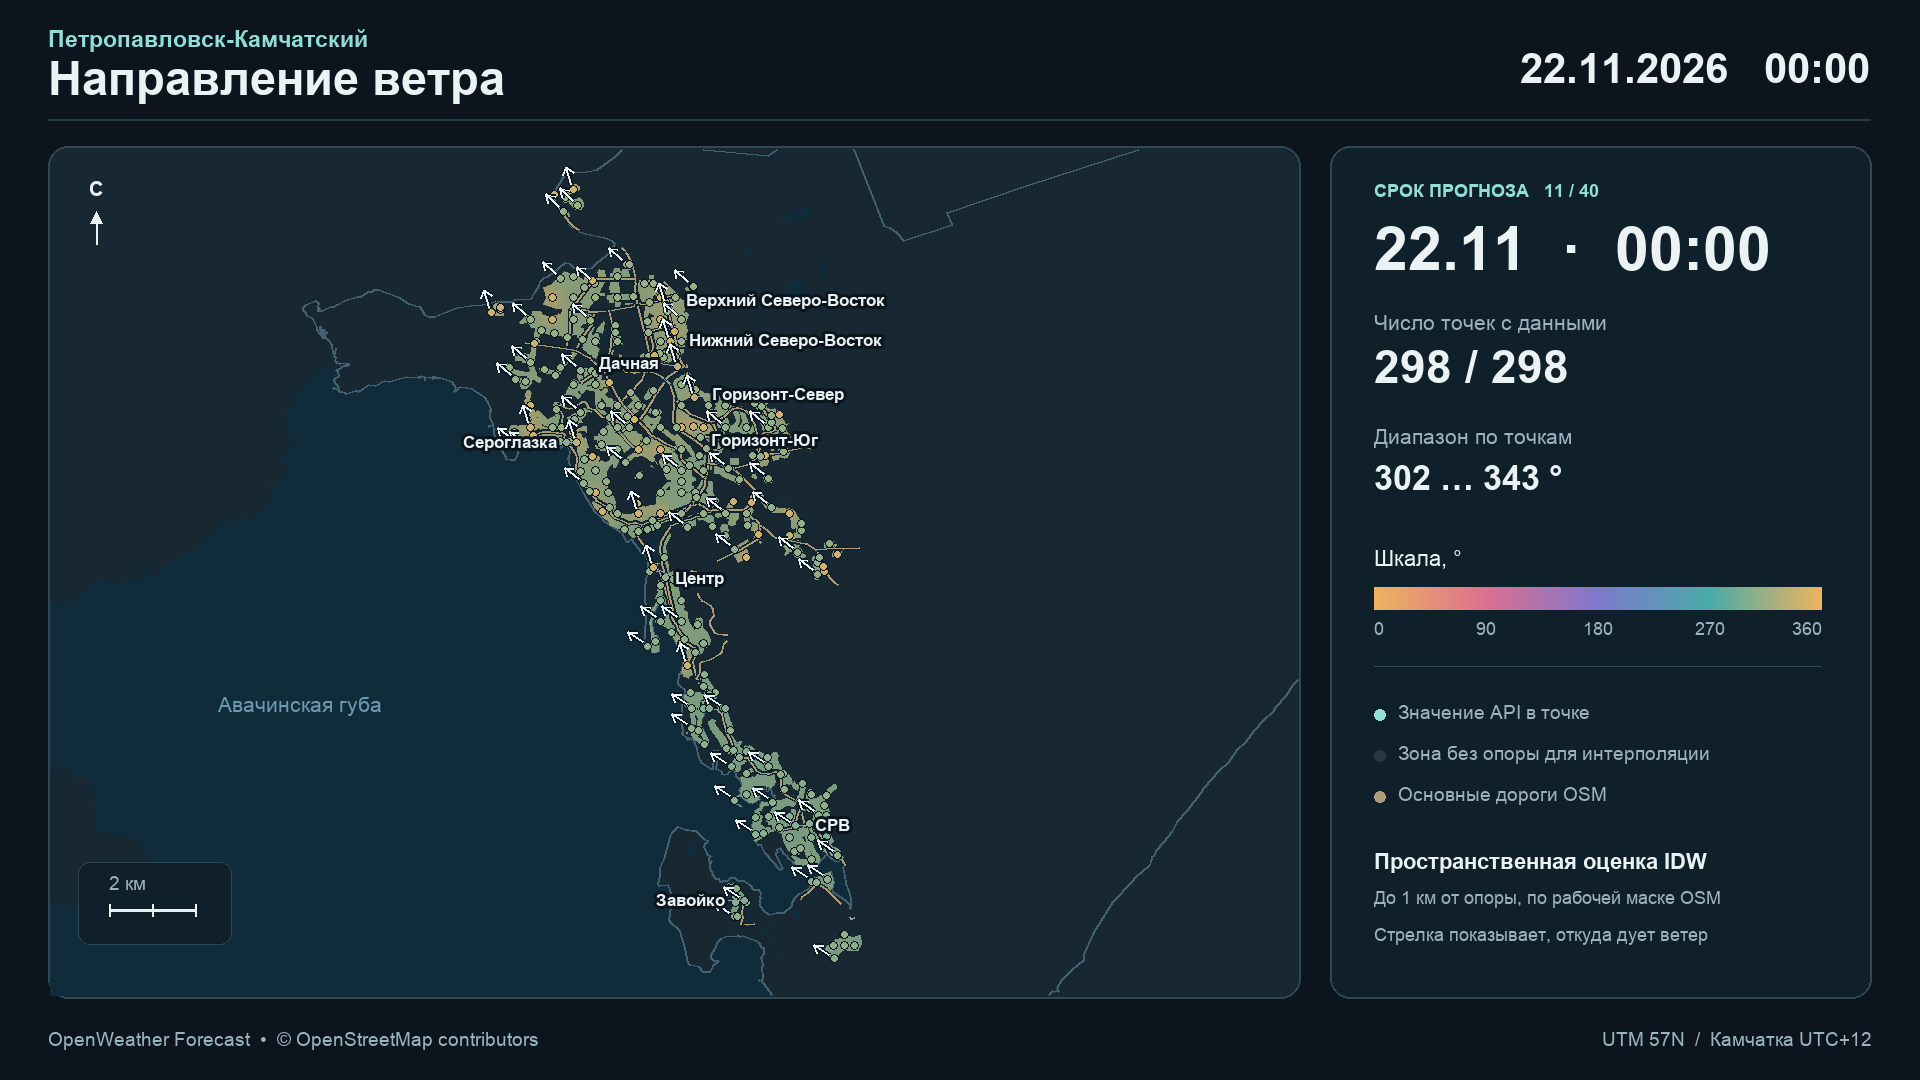 Петропавловск-Камчатский
Направление ветра
22.11.2026 00:00
С
Верхний Северо-Восток
Нижний Северо-Восток
Дачная
Горизонт-Север
Горизонт-Юг
Сероглазка
Центр
Авачинская губа
СРВ
Завойко
2 км
СРОК ПРОГНОЗА 11 / 40
22.11 · 00:00
Число точек с данными
298 / 298
Диапазон по точкам
302 … 343 °
Шкала, °
0 90 180 270 360
Значение API в точке
Зона без опоры для интерполяции
Основные дороги OSM
Пространственная оценка IDW
До 1 км от опоры, по рабочей маске OSM
Стрелка показывает, откуда дует ветер
OpenWeather Forecast • © OpenStreetMap contributors
UTM 57N / Камчатка UTC+12